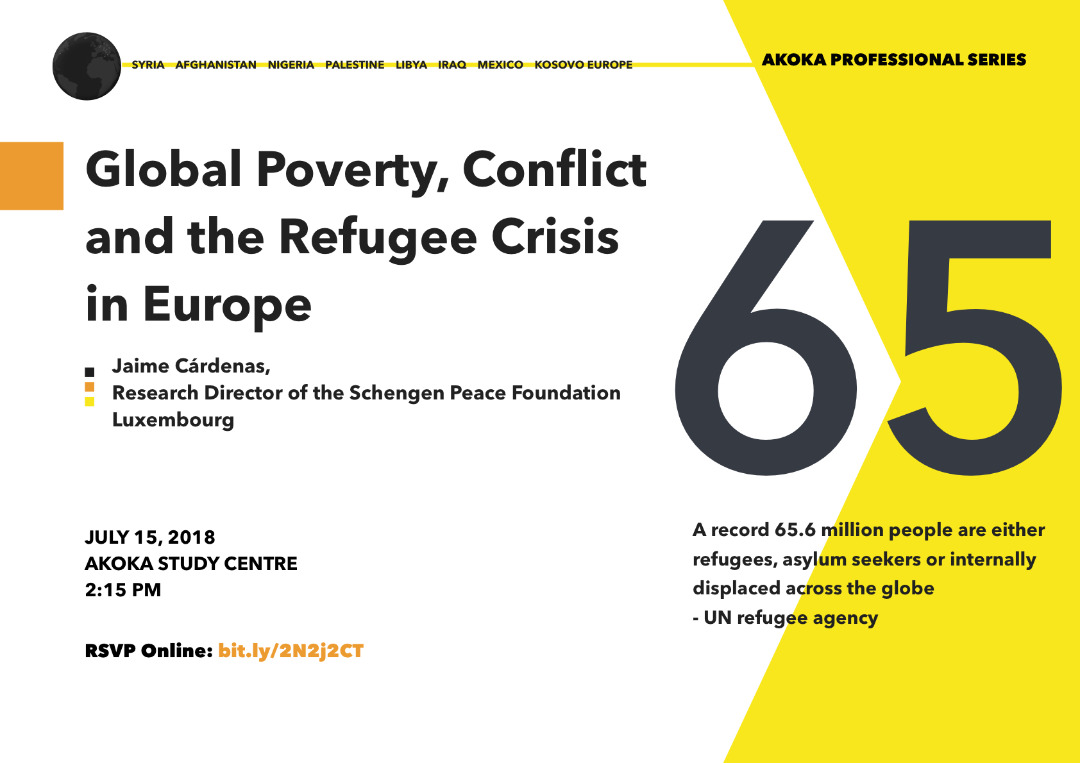 SYRIA AFGHANISTAN NIGERIA PALESTINE LIBYA IRAQ MEXICO KOSOVO EUROPE
AKOKA PROFESSIONAL SERIES
Global Poverty, Conflict
and the Refugee Crisis
in Europe
Jaime Cárdenas,
Research Director of the Schengen Peace Foundation
Luxembourg
JULY 15, 2018
AKOKA STUDY CENTRE
2:15 PM
RSVP Online: bit.ly/2N2j2CT
65
A record 65.6 million people are either
refugees, asylum seekers or internally
displaced across the globe
- UN refugee agency